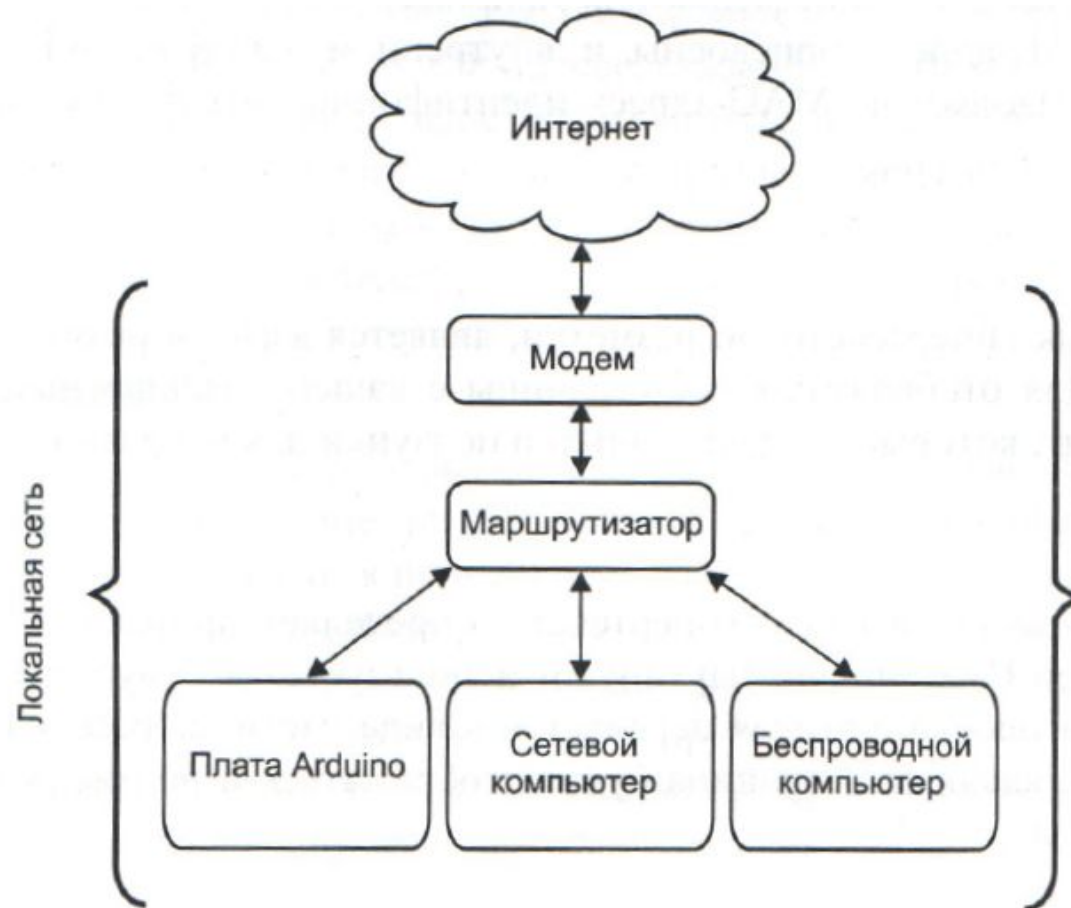 Интернет
Модем
Маршрутизатор
Локальная сеть
Плата Arduino
Сетевой
компьютер
Беспроводной
компьютер